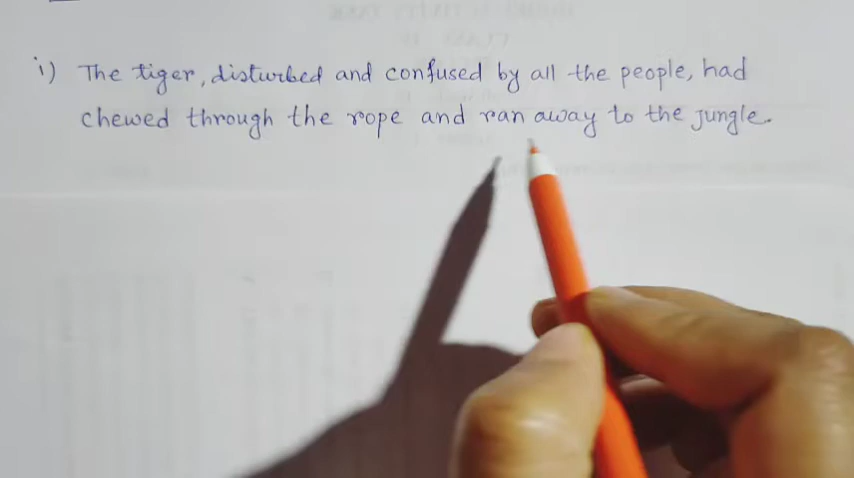 i) The tiger, disturbed and confused by all the people, had
chewed through the rope and ran away to the jungle.